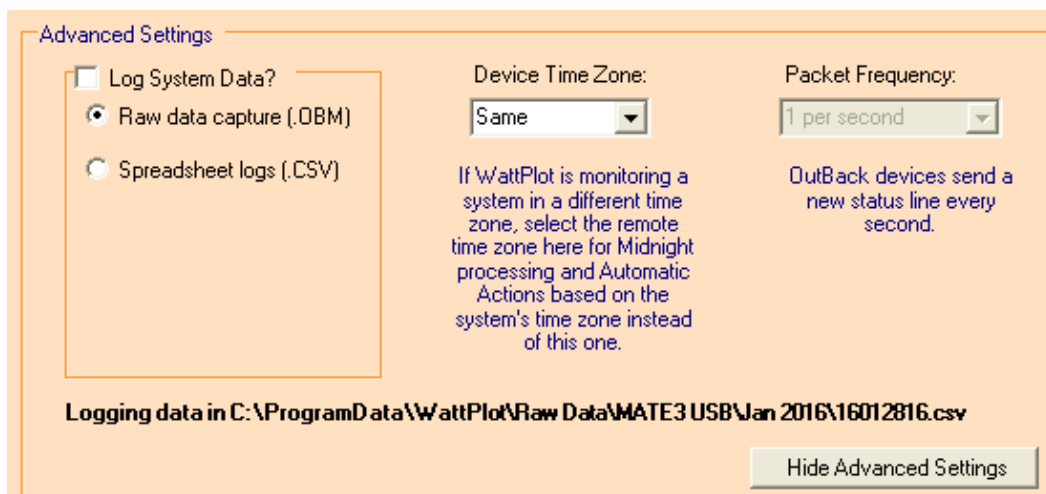 Advanced Settings
Log System Data?
Raw data capture (.OBM)
Spreadsheet logs (.CSV)
Device Time Zone:
Same
If WattPlot is monitoring a
system in a different time
zone, select the remote
time zone here for Midnight
processing and Automatic
Actions based on the
system's time zone instead
of this one.
Packet Frequency:
1 per second
OutBack devices send a
new status line every
second.
Logging data in C:\ProgramData\WattPlot\Raw Data\MATE3 USB\Jan 2016\16012816.csv
Hide Advanced Settings